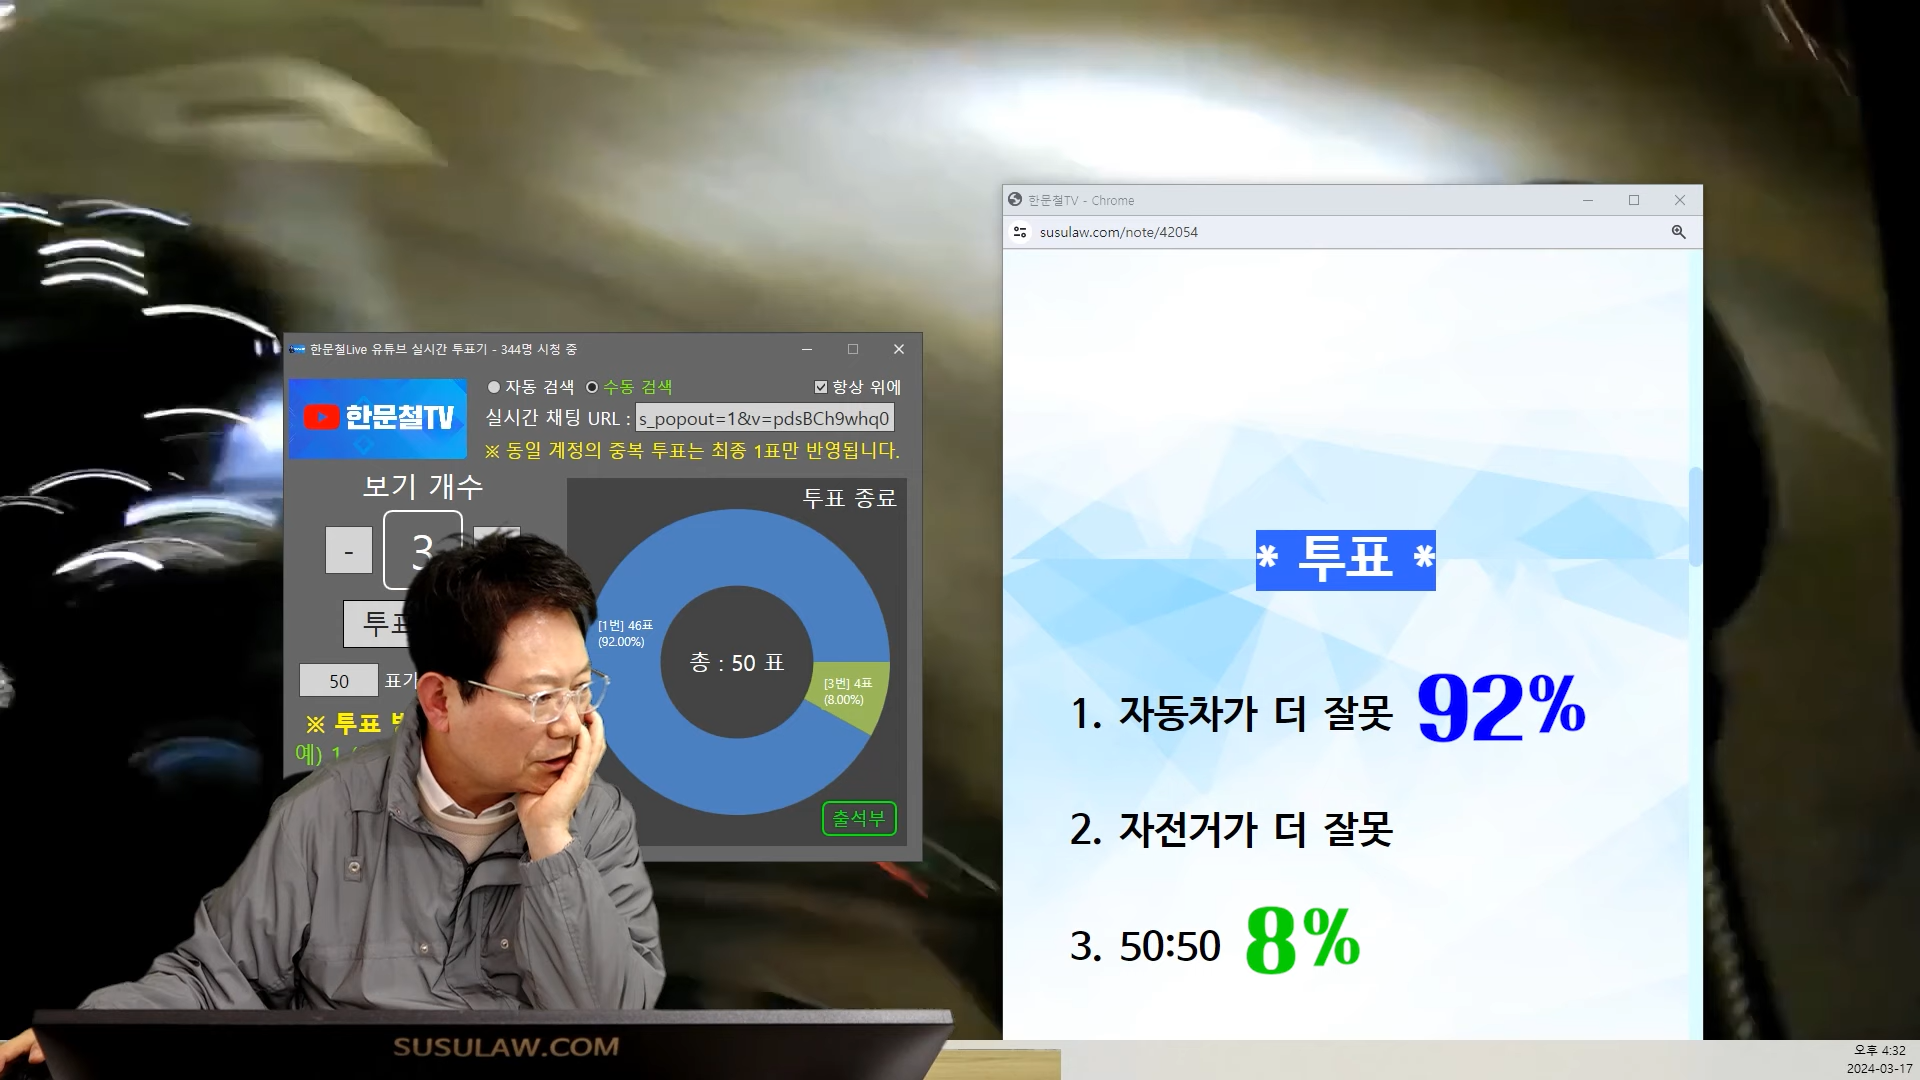 한문철Live 유튜브 실시간 투표기 - 344명 시청 중
한문철TV
자동 검색 수동 검색 항상 위에
실시간 채팅 URL : s_popout=1&v=pdsBCh9whq0
※ 동일 계정의 중복 투표는 최종 1표만 반영됩니다.
보기 개수
- 3
50 표
※ 투표
예) 1
투표 종료
[1번] 46표
(92.00%)
총 : 50 표
[3번] 4표
(8.00%)
출석부
SUSULAW.COM
한문철TV - Chrome
susulaw.com/note/42054
* 투표 *
1. 자동차가 더 잘못 92%
2. 자전거가 더 잘못
3. 50:50 8%
오후 4:32
2024-03-17